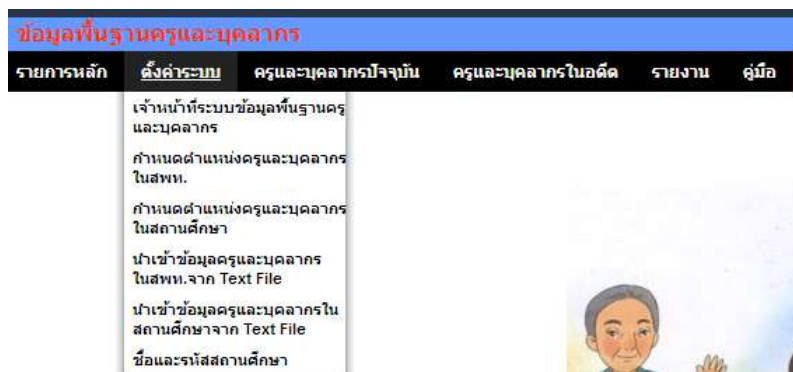 ข้อมูลพื้นฐานครูและบุคลากร
รายการหลัก ตั้งค่าระบบ ครูและบุคลากรปัจจุบัน ครูและบุคลากรในอดีต รายงาน คู่มือ
เจ้าหน้าที่ระบบข้อมูลพื้นฐานครู
และบุคลากร
กำหนดตำแหน่งครูและบุคลากร
ในสพท.
กำหนดตำแหน่งครูและบุคลากร
ในสถานศึกษา
นำเข้าข้อมูลครูและบุคลากร
ในสพท.จาก Text File
นำเข้าข้อมูลครูและบุคลากรใน
สถานศึกษาจาก Text File
ชื่อและรหัสสถานศึกษา